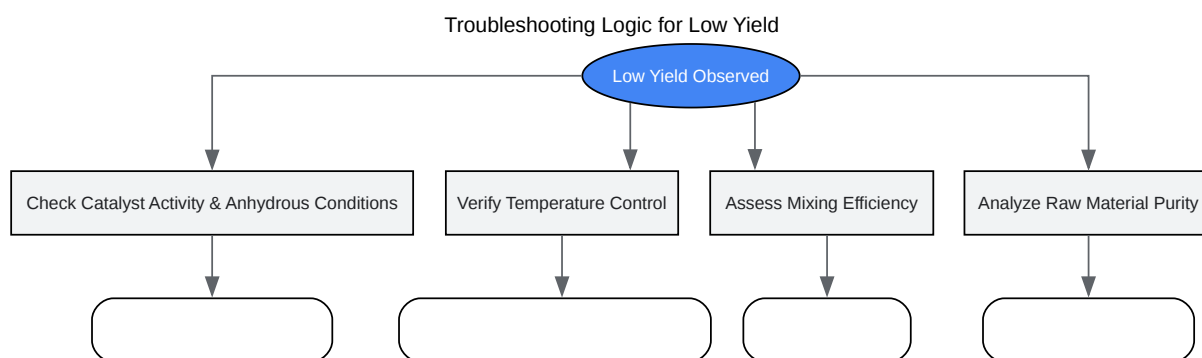 Troubleshooting Logic for Low Yield
Low Yield Observed
Check Catalyst Activity & Anhydrous Conditions
Verify Temperature Control
Assess Mixing Efficiency
Analyze Raw Material Purity